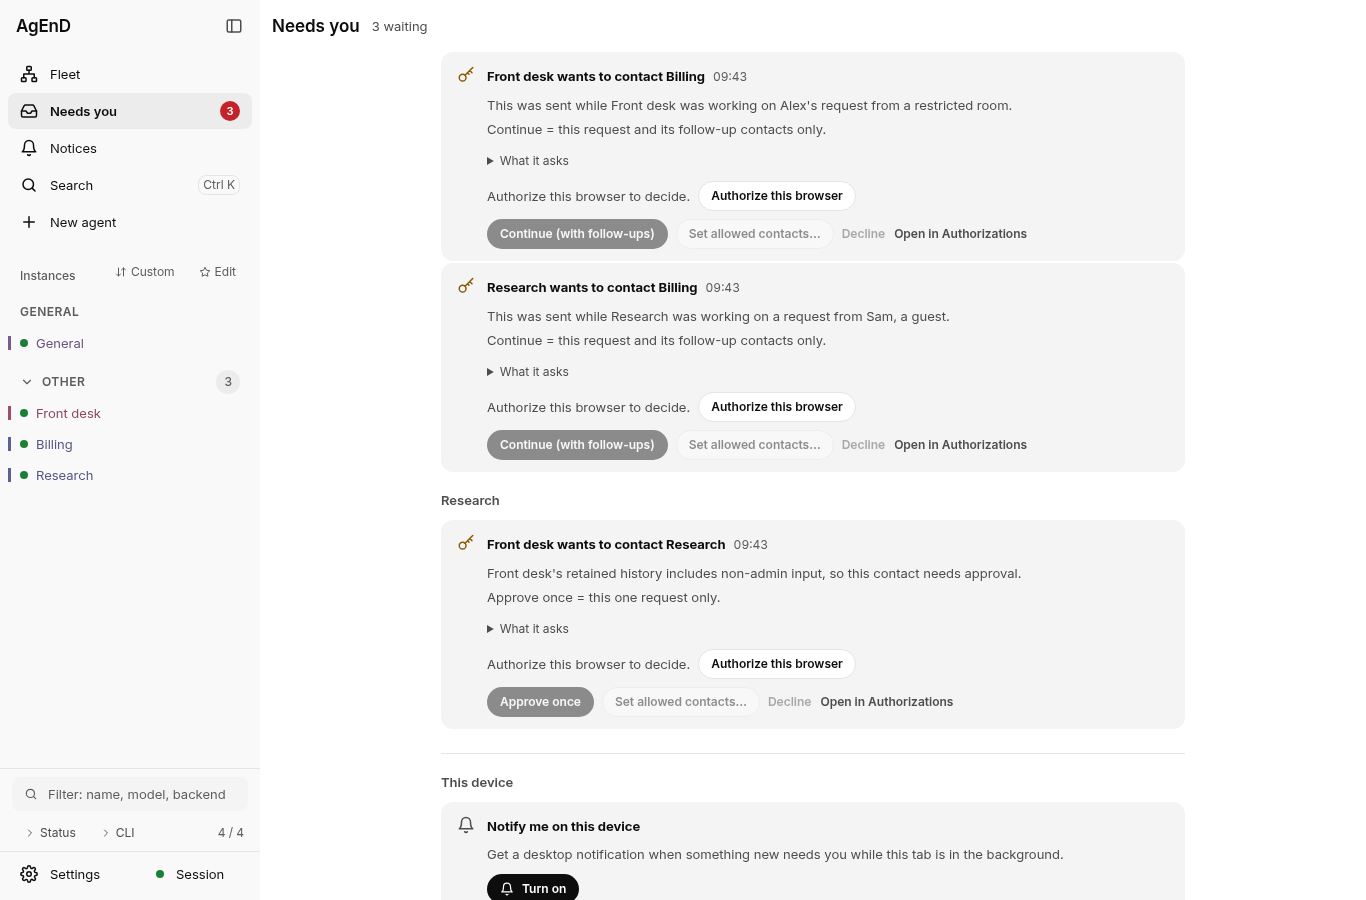 AgEnD
Fleet
Needs you 3
Notices
Search Ctrl K
New agent
Instances Custom Edit
GENERAL
General
OTHER 3
Front desk
Billing
Research
Filter: name, model, backend
Status CLI 4 / 4
Settings Session
Needs you 3 waiting
Front desk wants to contact Billing 09:43
This was sent while Front desk was working on Alex's request from a restricted room.
Continue = this request and its follow-up contacts only.
What it asks
Authorize this browser to decide. Authorize this browser
Continue (with follow-ups) Set allowed contacts... Decline Open in Authorizations
Research wants to contact Billing 09:43
This was sent while Research was working on a request from Sam, a guest.
Continue = this request and its follow-up contacts only.
What it asks
Authorize this browser to decide. Authorize this browser
Continue (with follow-ups) Set allowed contacts... Decline Open in Authorizations
Research
Front desk wants to contact Research 09:43
Front desk's retained history includes non-admin input, so this contact needs approval.
Approve once = this one request only.
What it asks
Authorize this browser to decide. Authorize this browser
Approve once Set allowed contacts... Decline Open in Authorizations
This device
Notify me on this device
Get a desktop notification when something new needs you while this tab is in the background.
Turn on